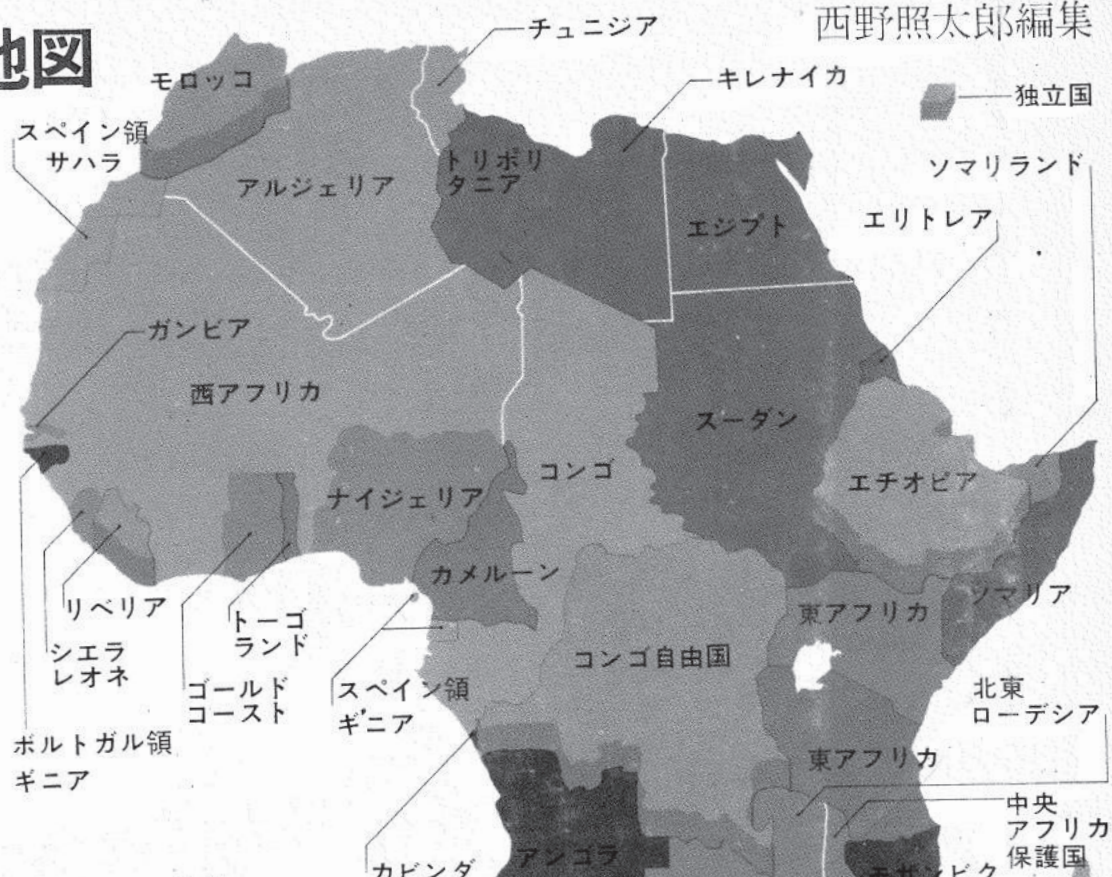 地図
西野照太郎編集
チュニジア
モロッコ
キレナイカ
独立国
スペイン領
サハラ
トリポリ
タニア
ソマリランド
アルジェリア
エジプト
エリトレア
ガンビア
西アフリカ
スーダン
コンゴ
エチオピア
ナイジェリア
カメルーン
リベリア
トーゴ
ランド
東アフリカ
ソマリア
シエラ
レオネ
コンゴ自由国
ゴールド
コースト
スペイン領
ギニア
北東
ローデシア
ポルトガル領
ギニア
東アフリカ
中央
アフリカ
保護国
アンゴラ
カビンダ
モザンビク